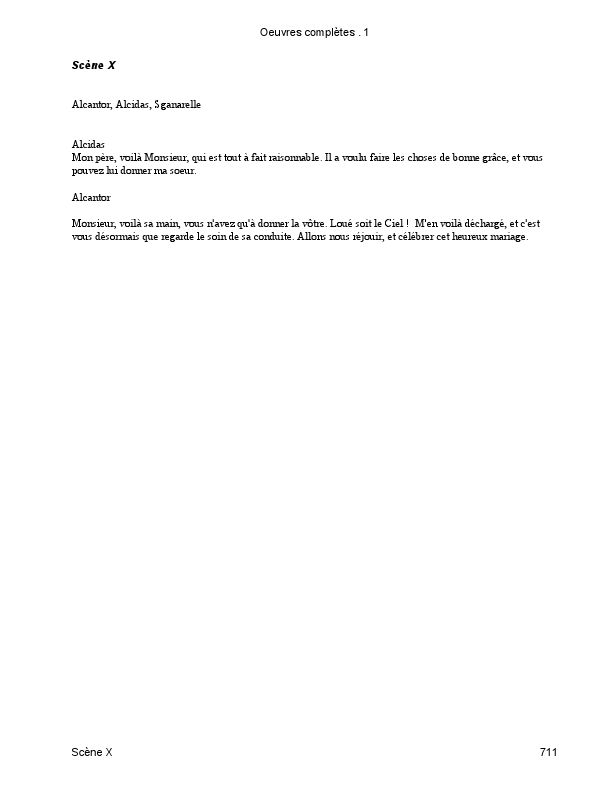 Oeuvres complètes . 1
Scène X
Alcantor, Alcidas, Sganarelle
Alcidas
Mon père, voilà Monsieur, qui est tout à fait raisonnable. Il a voulu faire les choses de bonne grâce, et vous
pouvez lui donner ma soeur.
Alcantor
Monsieur, voilà sa main, vous n'avez qu'à donner la vôtre. Loué soit le Ciel !  M'en voilà déchargé, et c'est
vous désormais que regarde le soin de sa conduite. Allons nous réjouir, et célébrer cet heureux mariage.
Scène X
711